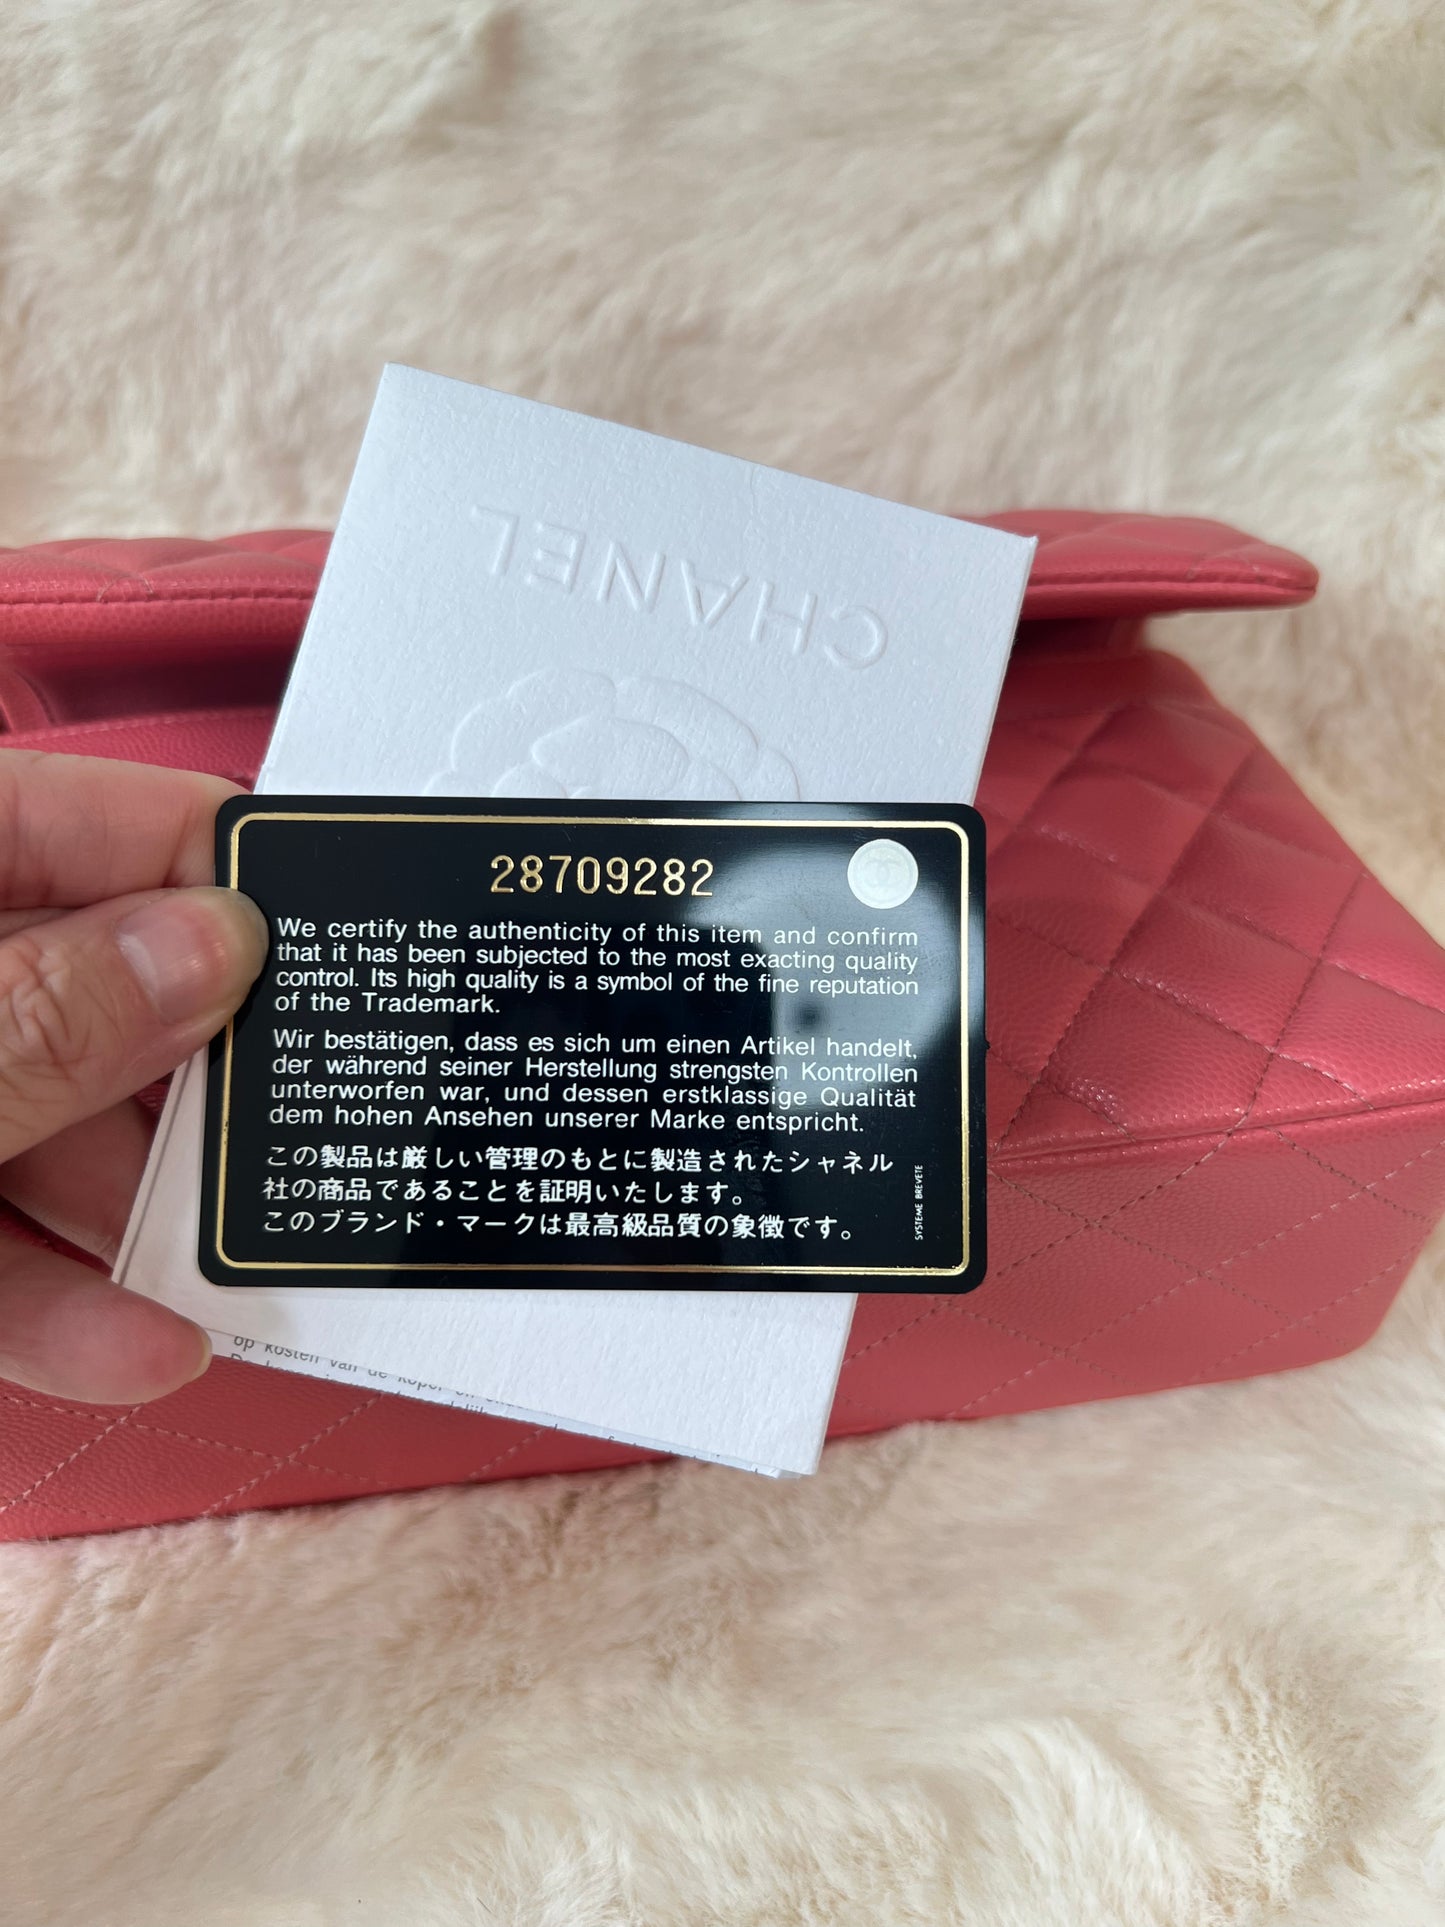 CHANEL
28709282
We certify the authenticity of this item and confirm
that it has been subjected to the most exacting quality
control. Its high quality is a symbol of the fine reputation
of the Trademark.
Wir bestätigen, dass es sich um einen Artikel handelt,
der während seiner Herstellung strengsten Kontrollen
unterworfen war, und dessen erstklassige Qualität
dem hohen Ansehen unserer Marke entspricht.
この製品は厳しい管理のもとに製造されたシャネル
社の商品であることを証明いたします。
このブランド・マークは最高級品質の象徴です。
SYSTEME BREVETE
op kosten van de koper